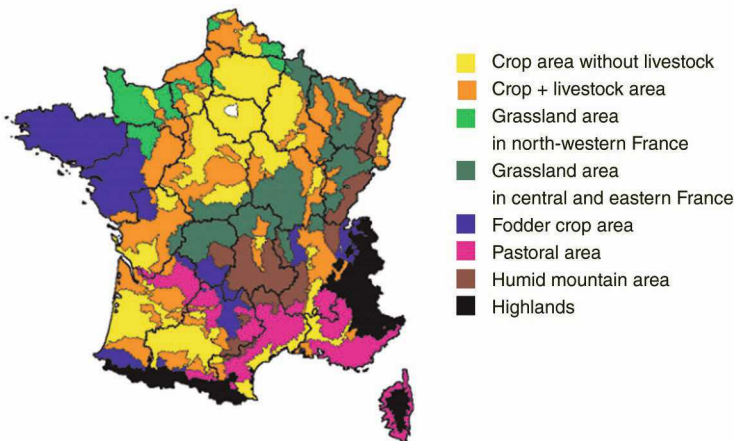 Crop area without livestock
Crop + livestock area
Grassland area
in north-western France
Grassland area
in central and eastern France
Fodder crop area
Pastoral area
Humid mountain area
Highlands